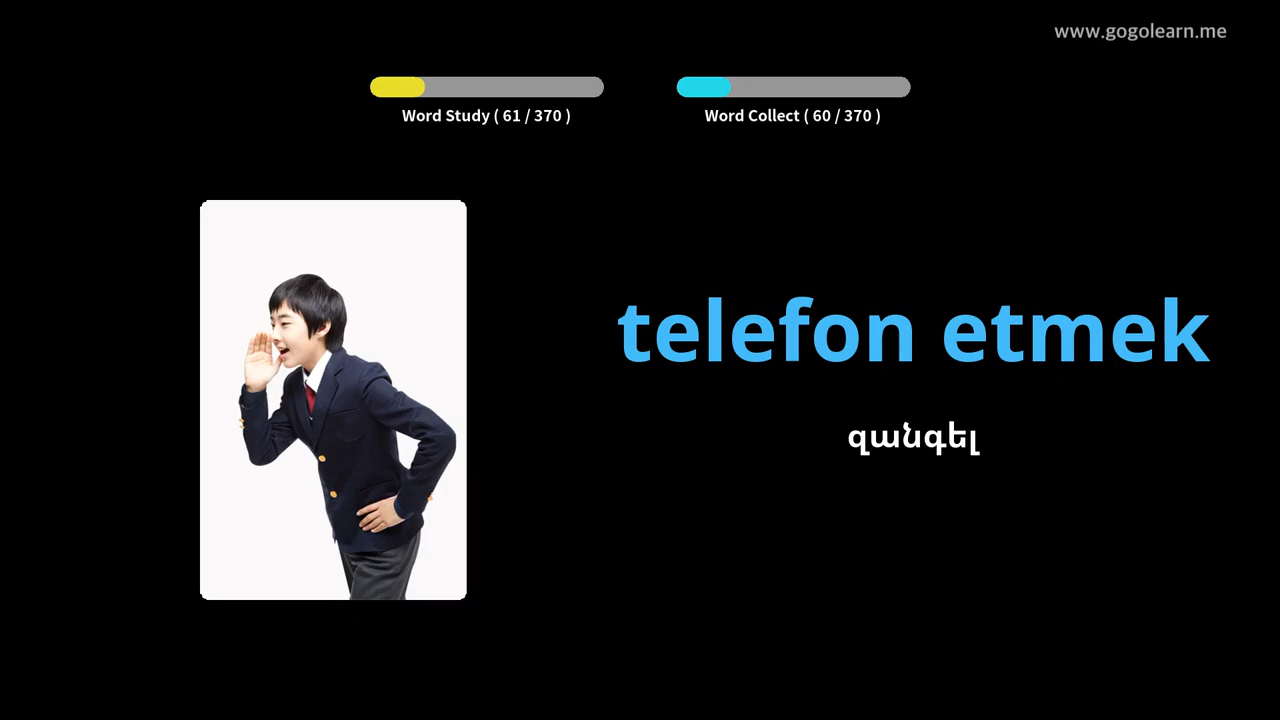 www.gogolearn.me
Word Study ( 61 / 370 )
Word Collect ( 60 / 370 )
telefon etmek
զանգել